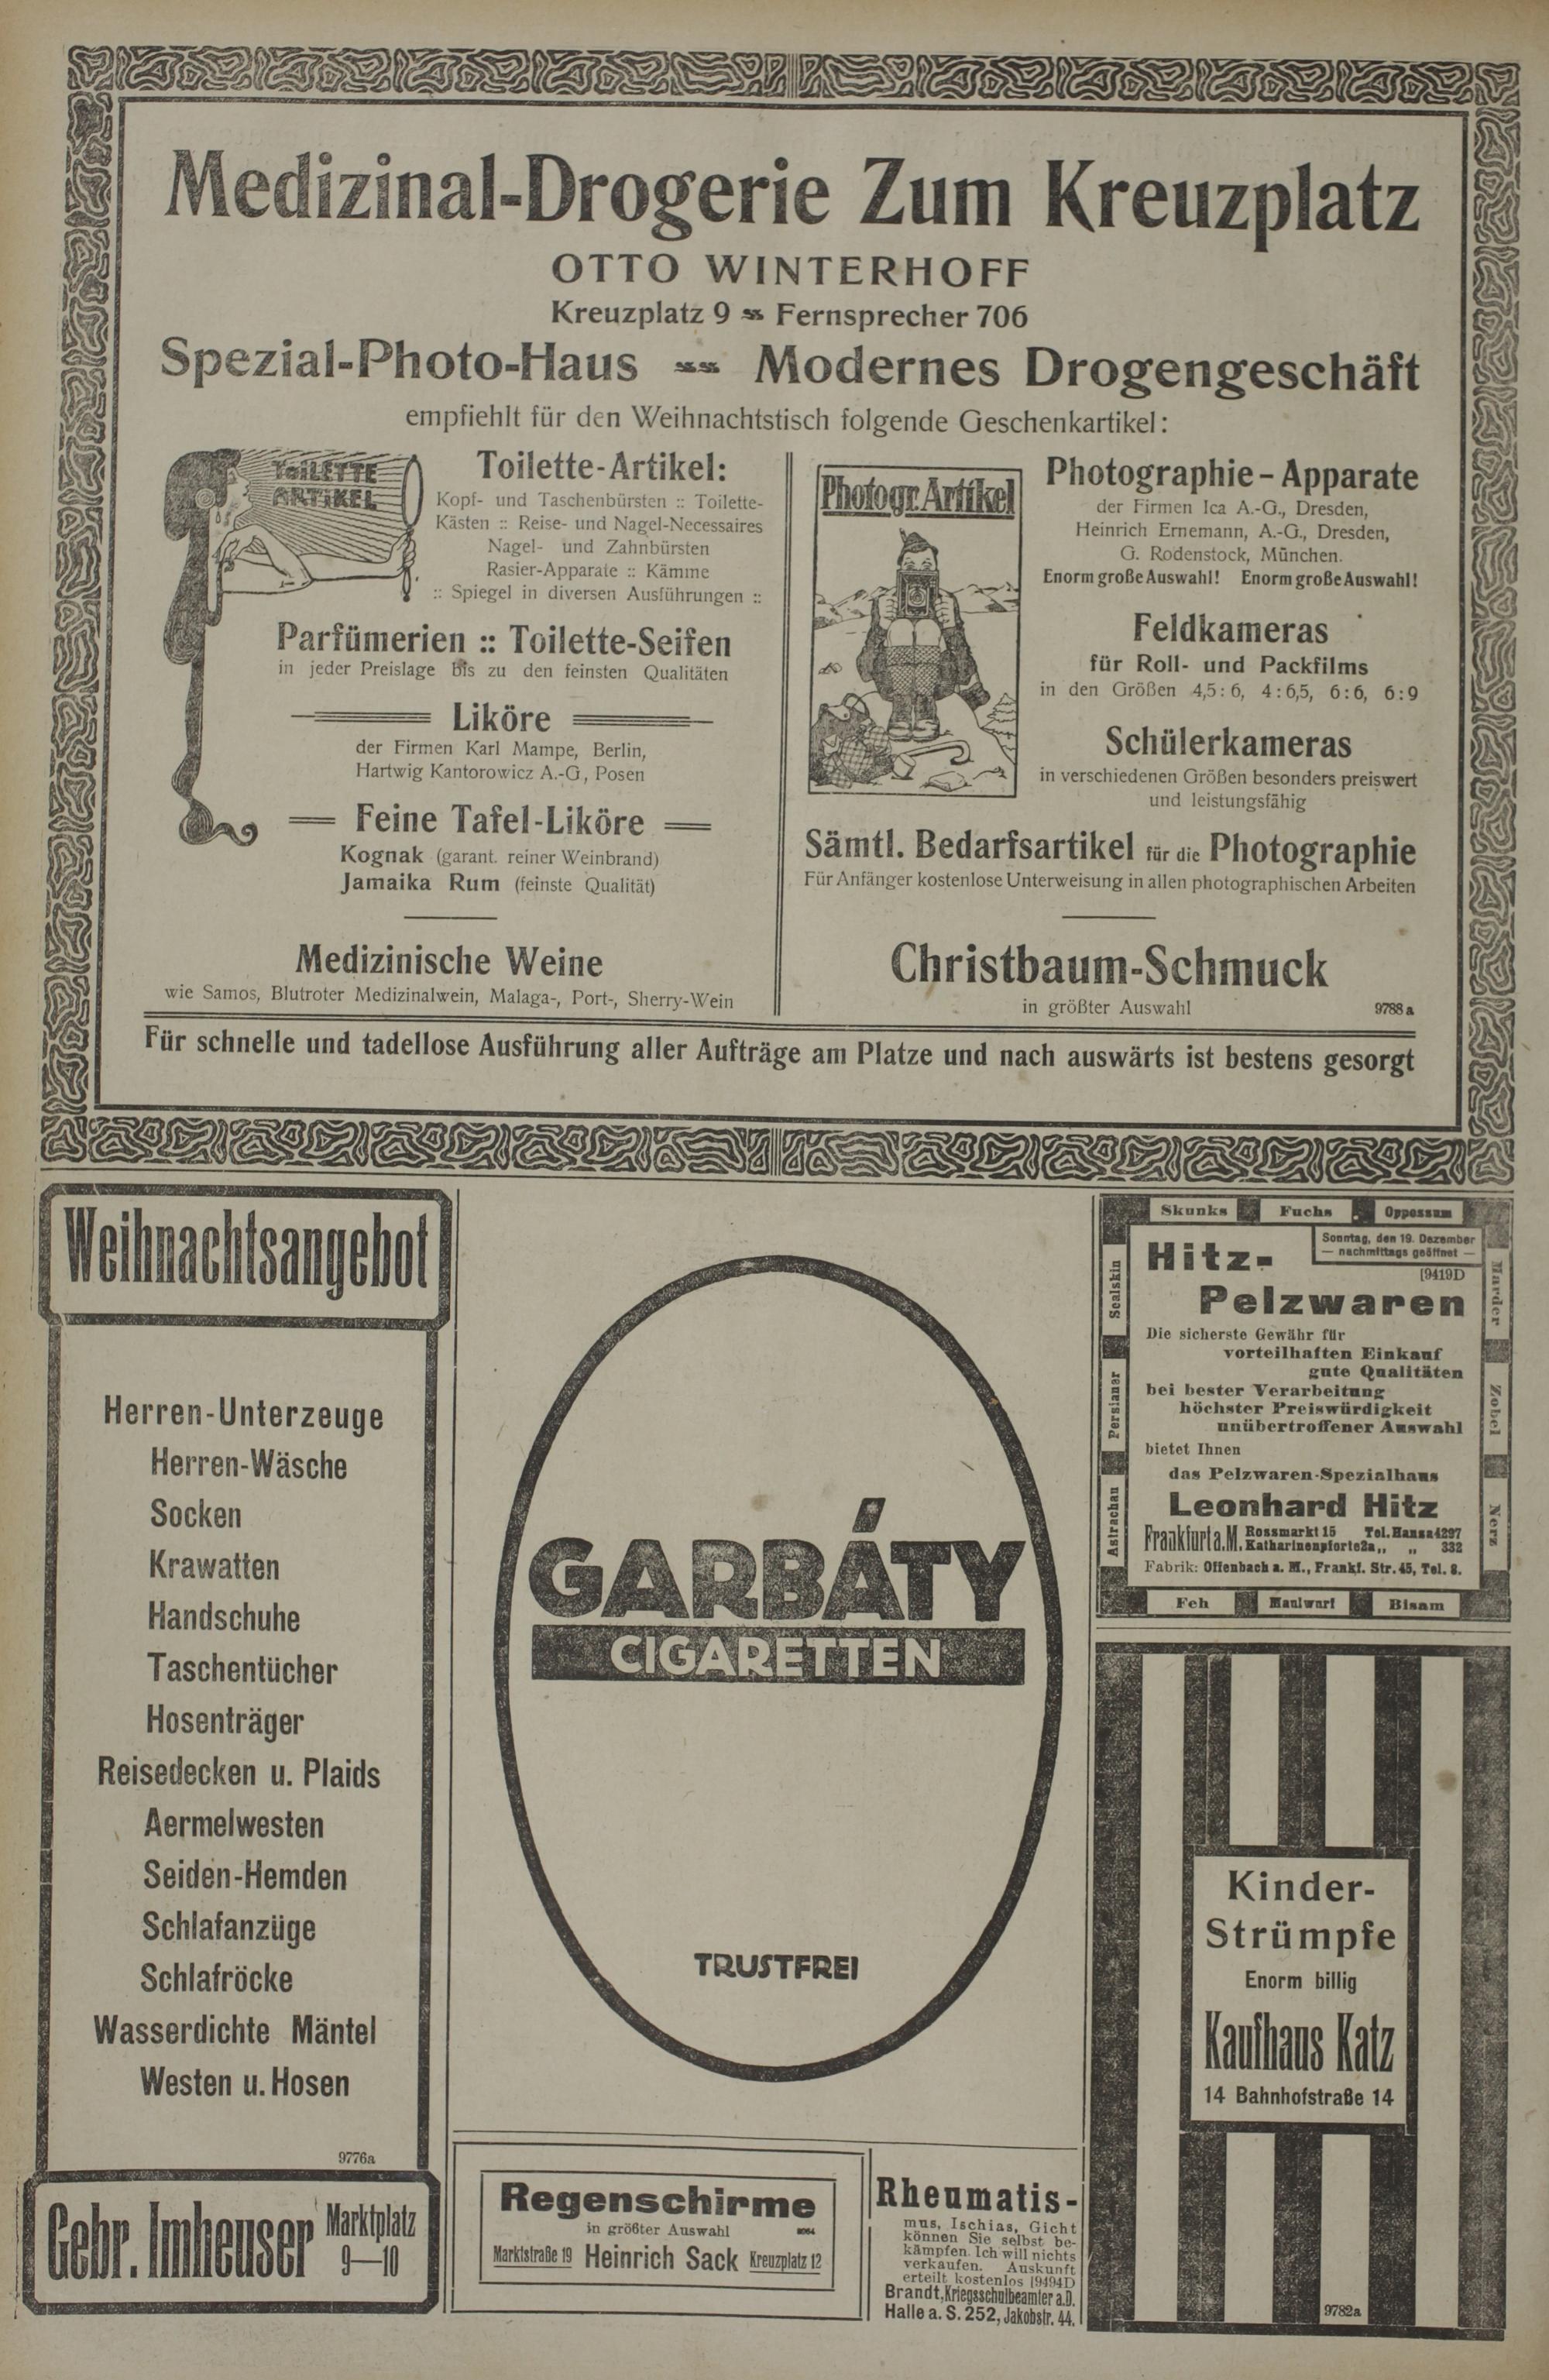 Medizinal-Drogerie Zum Kreuzplatz
OTTO WINTERHOFF
Kreuzplatz 9 Fernsprecher 706
Spezial-Photo-Haus Modernes Drogengeschäft
empfiehlt für den Weihnachtstisch folgende Geschenkartikel:
TOILETTE
ARTIKEL
Toilette-Artikel:
Kopf- und Taschenbürsten :: Toilette-
Kästen :: Reise- und Nagel-Necessaires
Nagel- und Zahnbürsten
Rasier-Apparate :: Kämme
:: Spiegel in diversen Ausführungen ::
Parfümerien :: Toilette-Seifen
in jeder Preislage bis zu den feinsten Qualitäten
Liköre
der Firmen Karl Mampe, Berlin,
Hartwig Kantorowicz A.-G, Posen
Feine Tafel-Liköre
Kognak (garant. reiner Weinbrand)
Jamaika Rum (feinste Qualität)
Medizinische Weine
wie Samos, Blutroter Medizinalwein, Malaga-, Port-, Sherry-Wein
Photogr. Artikel
Photographie-Apparate
der Firmen Ica A.-G., Dresden,
Heinrich Ernemann, A.-G., Dresden,
G. Rodenstock, München.
Enorm große Auswahl! Enorm große Auswahl!
Feldkameras
für Roll- und Packfilms
in den Größen 4,5:6, 4:6,5, 6:6, 6:9
Schülerkameras
in verschiedenen Größen besonders preiswert
und leistungsfähig
Sämtl. Bedarfsartikel für die Photographie
Für Anfänger kostenlose Unterweisung in allen photographischen Arbeiten
Christbaum-Schmuck
in größter Auswahl 9788a
Für schnelle und tadellose Ausführung aller Aufträge am Platze und nach auswärts ist bestens gesorgt
Weihnachtsangebot
Herren-Unterzeuge
Herren-Wäsche
Socken
Krawatten
Handschuhe
Taschentücher
Hosenträger
Reisedecken u. Plaids
Aermelwesten
Seiden-Hemden
Schlafanzüge
Schlafröcke
Wasserdichte Mäntel
Westen u. Hosen
9776a
Gebr. Imheuser Marktplatz
9—10
GARBÁTY
CIGARETTEN
TRUSTFREI
Regenschirme
in größter Auswahl
Marktstraße 19 Heinrich Sack Kreuzplatz 12
Rheumatis-
mus, Ischias, Gicht
können Sie selbst be-
kämpfen. Ich will nichts
verkaufen. Auskunft
erteilt kostenlos [9494D
Brandt, Kriegsschulbeamter a.D.
Halle a. S. 252, Jakobstr. 44.
Skunks Fuchs Oppossum
Sealskin
Persianer
Astrachan
Marder
Zobel
Nerz
Sonntag, den 19. Dezember
— nachmittags geöffnet —
[9419D
Hitz-
Pelzwaren
Die sicherste Gewähr für
vorteilhaften Einkauf
gute Qualitäten
bei bester Verarbeitung
höchster Preiswürdigkeit
unübertroffener Auswahl
bietet Ihnen
das Pelzwaren-Spezialhaus
Leonhard Hitz
Frankfurt a. M. Rossmarkt 15 Tel. Hansa 4297
Katharinenpforte 2a „ „ 332
Fabrik: Offenbach a. M., Frankf. Str. 45, Tel. 8.
Feh Maulwurf Bisam
Kinder-
Strümpfe
Enorm billig
Kaufhaus Katz
14 Bahnhofstraße 14
9782a